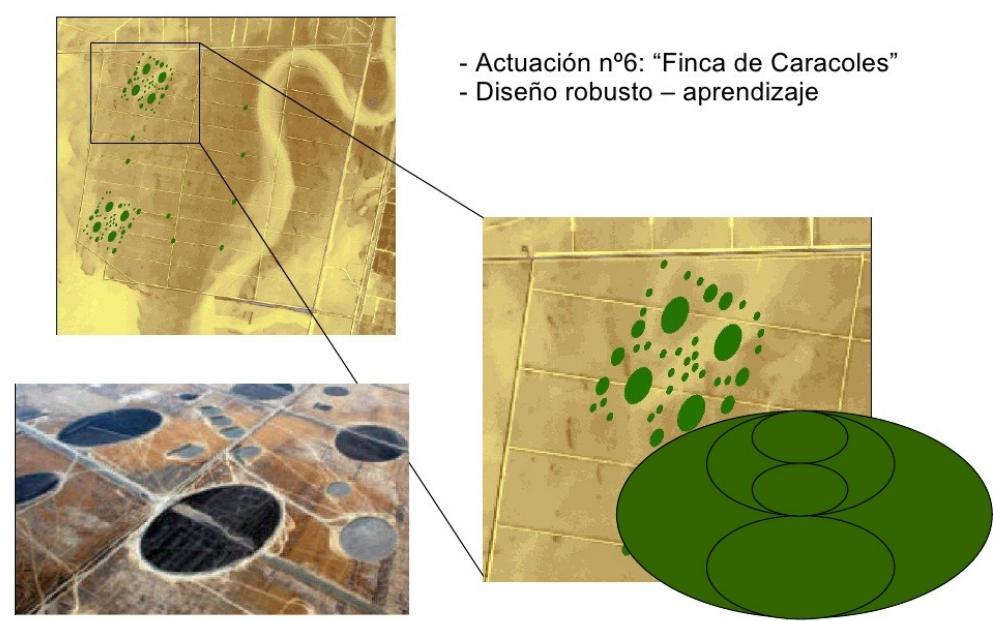 - Actuación nº6: “Finca de Caracoles”
- Diseño robusto – aprendizaje